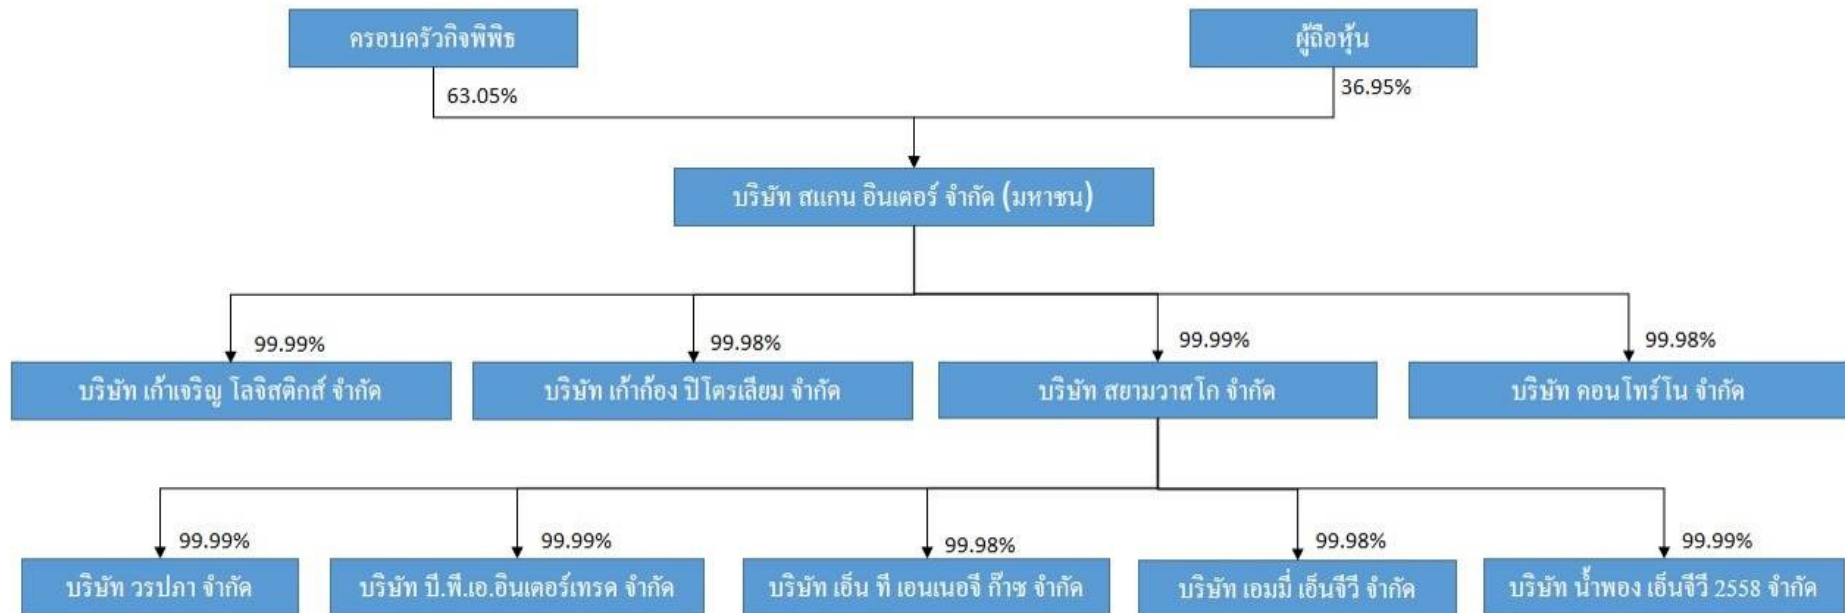 ครอบครัวกิจพิพิธ
ผู้ถือหุ้น
63.05%
36.95%
บริษัท สแกน อินเตอร์ จำกัด (มหาชน)
99.99%
99.98%
99.99%
99.98%
บริษัท เก้าเจริญ โลจิสติกส์ จำกัด
บริษัท เก้าก้อง ปิโตรเลียม จำกัด
บริษัท สยามวาสโก จำกัด
บริษัท คอนโทร์โน จำกัด
99.99%
99.99%
99.98%
99.98%
99.99%
บริษัท วรปภา จำกัด
บริษัท บี.พี.เอ.อินเตอร์เทรด จำกัด
บริษัท เอ็น ที เอนเนอจี ก๊าซ จำกัด
บริษัท เอมมี่ เอ็นจีวี จำกัด
บริษัท น้ำพอง เอ็นจีวี 2558 จำกัด